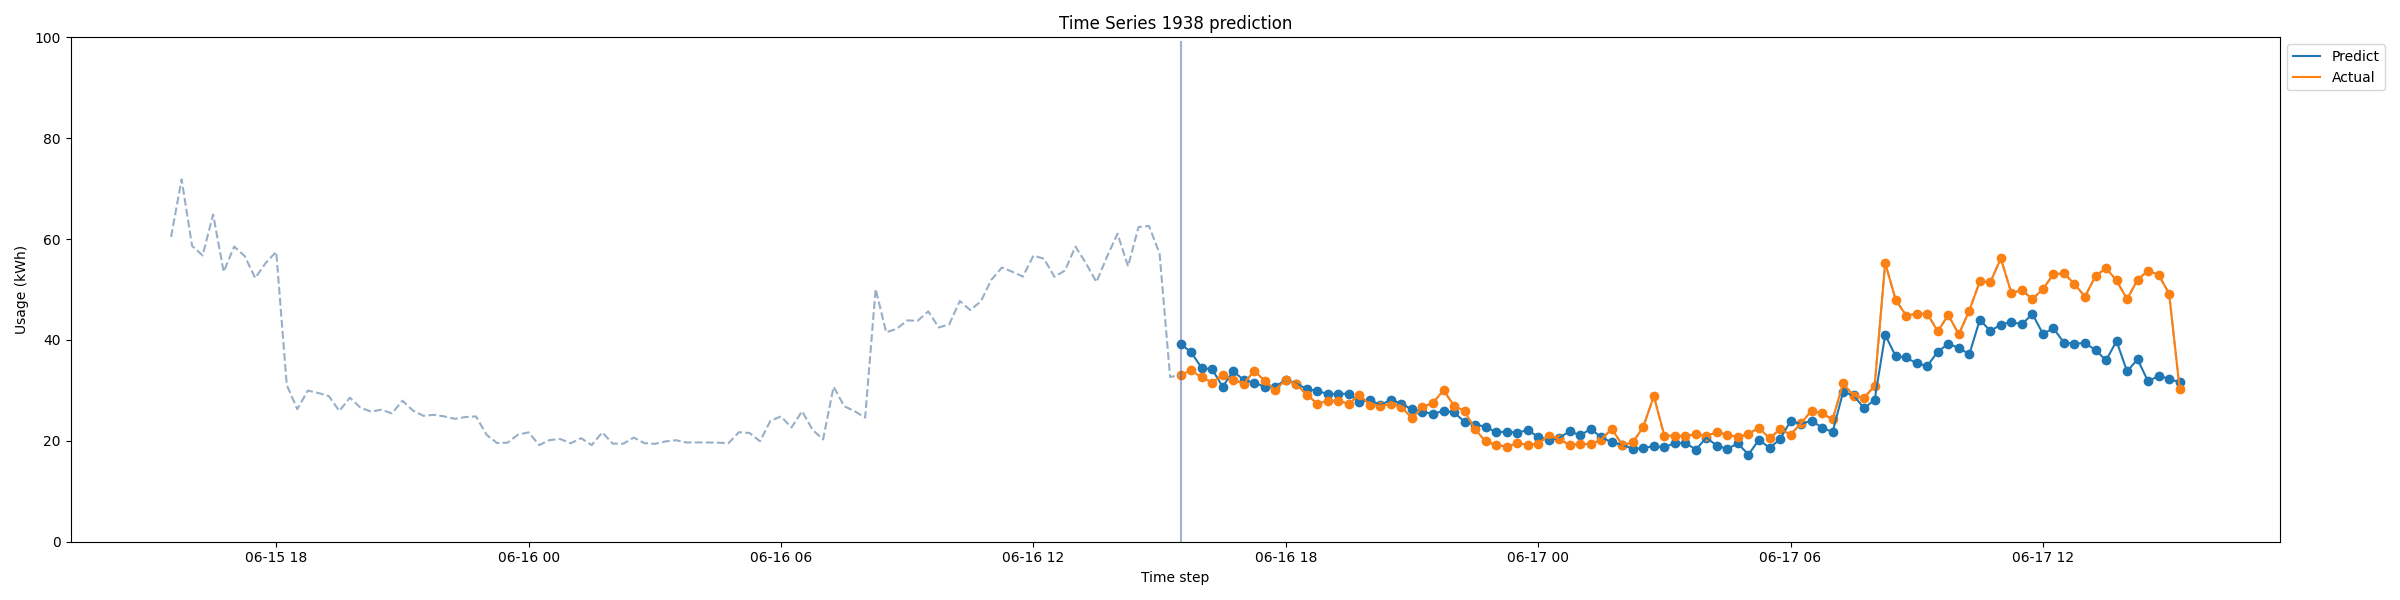 Time Series 1938 prediction
100
80
60
40
20
0
Usage (kWh)
06-15 18
06-16 00
06-16 06
06-16 12
06-16 18
06-17 00
06-17 06
06-17 12
Time step
Predict
Actual